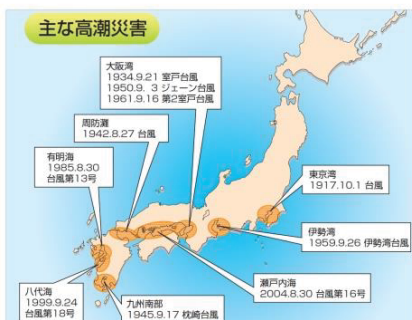 主な高潮災害
大阪湾
1934.9.21 室戸台風
1950.9. 3 ジェーン台風
1961.9.16 第2室戸台風
周防灘
1942.8.27 台風
有明海
1985.8.30
台風第13号
東京湾
1917.10.1 台風
伊勢湾
1959.9.26 伊勢湾台風
瀬戸内海
2004.8.30 台風第16号
八代海
1999.9.24
台風第18号
九州南部
1945.9.17 枕崎台風